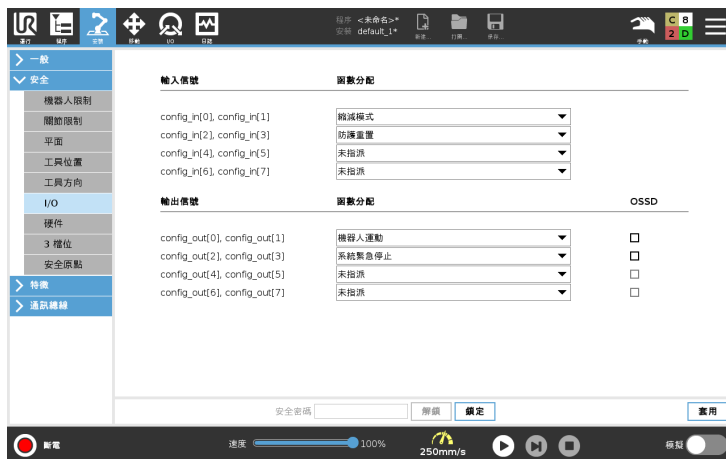 UR
運行
程序
安裝
移動
I/O
日誌
程序 <未命名>*
安裝 default_1*
新建...
打開...
保存...
手動
C 8
2 D
一般
安全
機器人限制
關節限制
平面
工具位置
工具方向
I/O
硬件
3 檔位
安全原點
特徵
通訊總線
輸入信號 函數分配
config_in[0], config_in[1] 縮減模式
config_in[2], config_in[3] 防護重置
config_in[4], config_in[5] 未指派
config_in[6], config_in[7] 未指派
輸出信號 函數分配 OSSD
config_out[0], config_out[1] 機器人運動
config_out[2], config_out[3] 系統緊急停止
config_out[4], config_out[5] 未指派
config_out[6], config_out[7] 未指派
安全密碼 解鎖 鎖定 套用
斷電 速度 100% 250mm/s 模擬